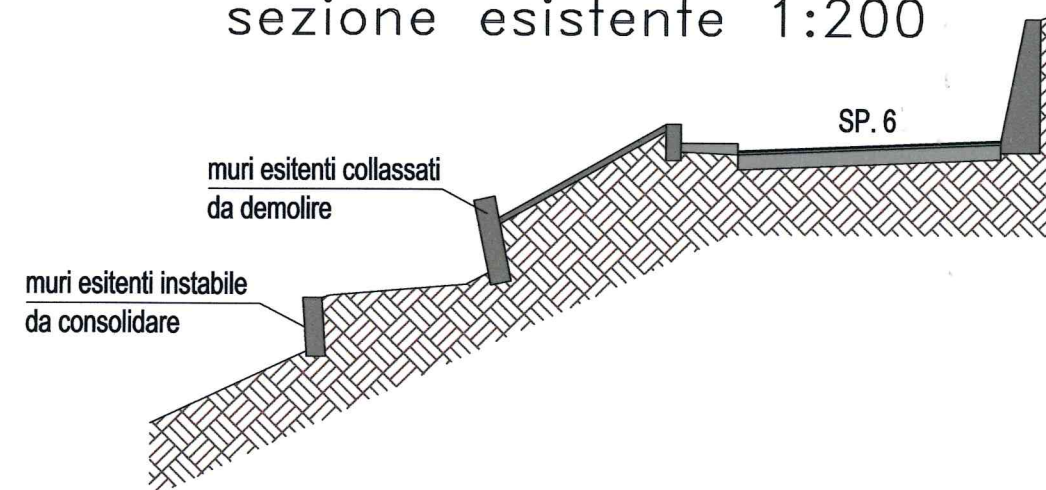 sezione esistente 1:200
SP. 6
muri esitenti collassati
da demolire
muri esitenti instabile
da consolidare